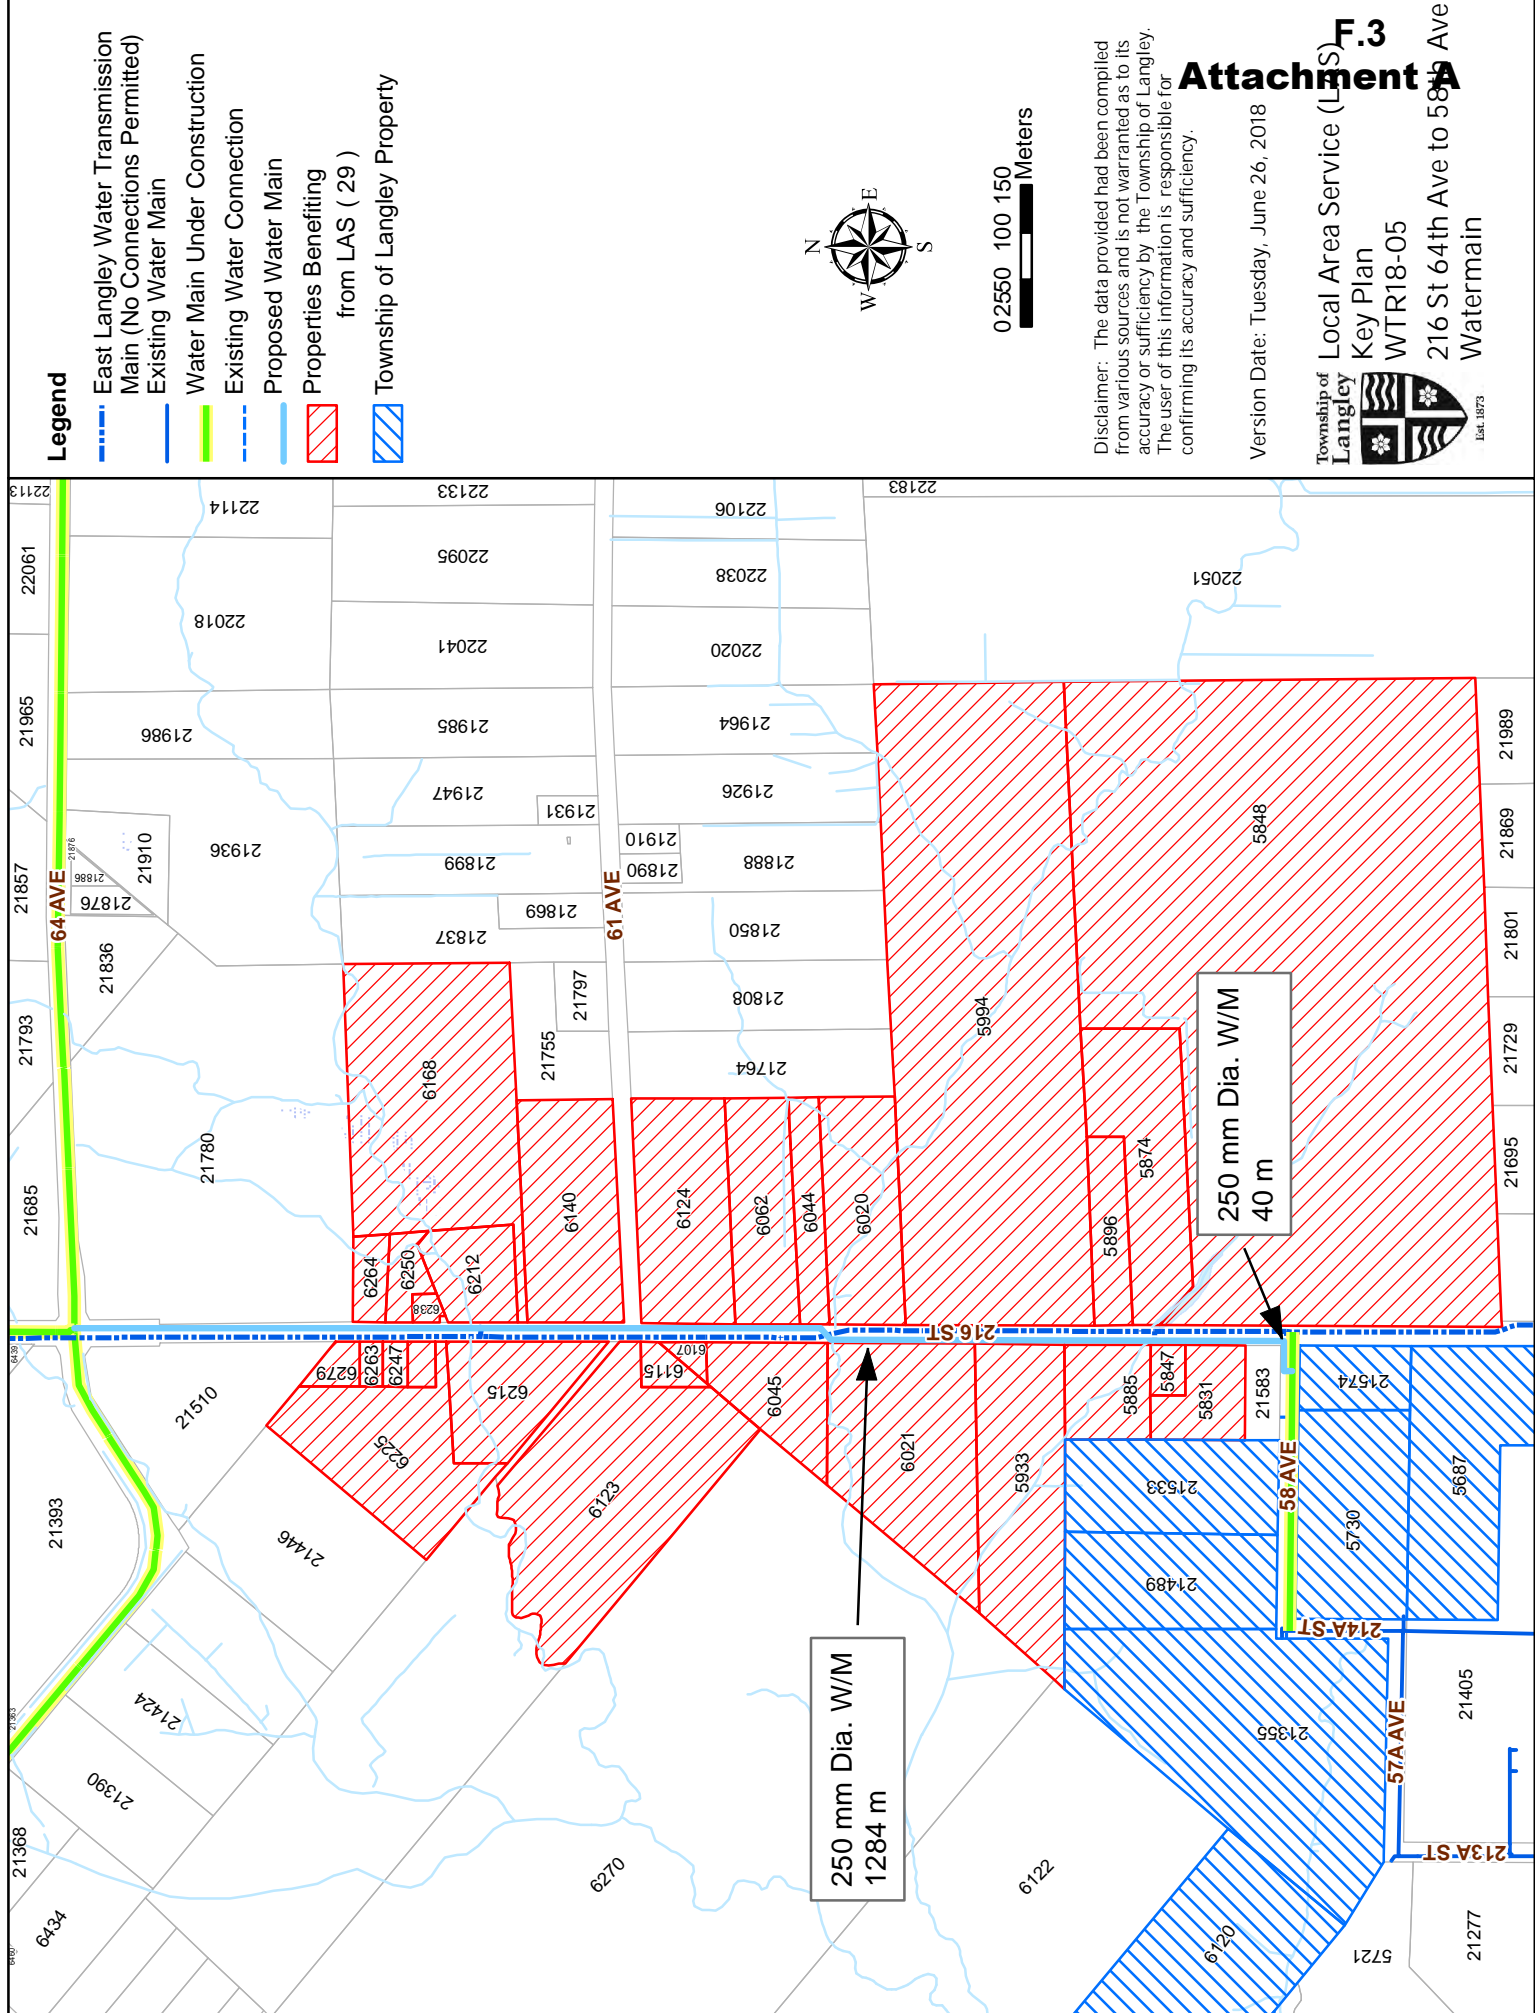 F.3
Attachment A
Legend
East Langley Water Transmission
Main (No Connections Permitted)
Existing Water Main
Water Main Under Construction
Existing Water Connection
Proposed Water Main
Properties Benefiting
from LAS ( 29 )
Township of Langley Property
N
W
E
S
0 25 50 100 150
Meters
Disclaimer: The data provided had been compiled
from various sources and is not warranted as to its
accuracy or sufficiency by the Township of Langley.
The user of this information is responsible for
confirming its accuracy and sufficiency.
Version Date: Tuesday, June 26, 2018
Township of
Langley
Est. 1873
Local Area Service (LAS)
Key Plan
WTR18-05
216 St 64th Ave to 58th Ave
Watermain
22113
22061
21965
21857
21793
21685
6439
21393
21363
21368
6434
6460
64 AVE
22114
22018
21986
21936
21910
21876
21886
21876
21836
21780
21510
21446
21424
21390
22133
22095
22041
21985
21947
21931
21899
21869
21837
21797
21755
61 AVE
22106
22038
22020
21964
21926
21910
21890
21888
21850
21808
21764
22183
22051
6168
6140
6264
6250
6238
6212
6124
6062
6044
6020
5994
5848
5874
5896
216 ST
6279
6263
6247
6215
6225
6123
6115
6107
6045
6021
5933
5885
5847
5831
21583
21533
21489
21355
58 AVE
21574
5730
5687
214A ST
57A AVE
21405
213A ST
21277
5721
6120
6122
6270
21989
21869
21801
21729
21695
250 mm Dia. W/M
40 m
250 mm Dia. W/M
1284 m